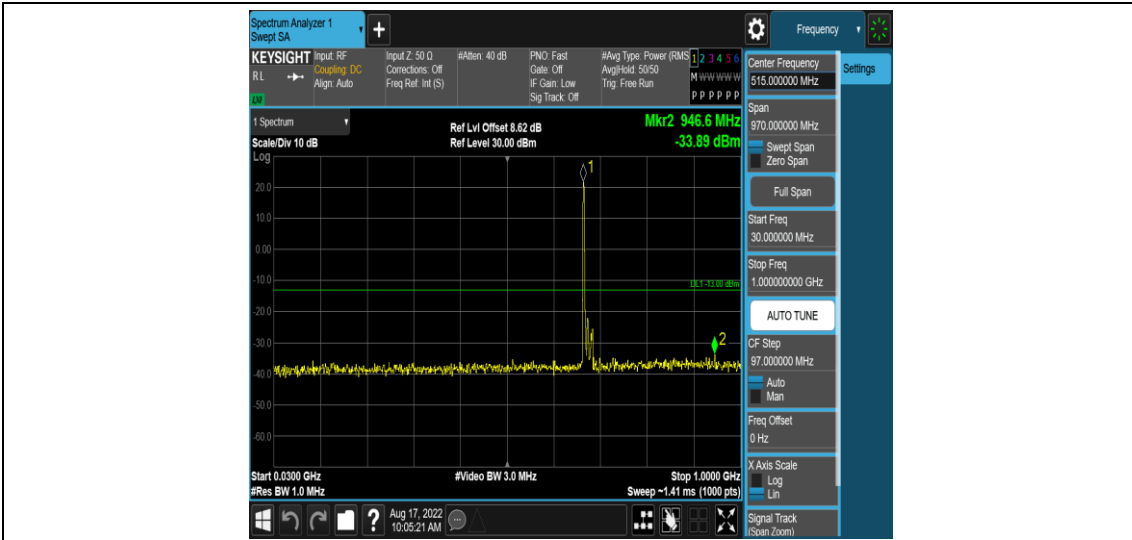 Spectrum Analyzer 1
Swept SA
Frequency
KEYSIGHT
RL
LW
Input: RF
Coupling: DC
Align: Auto
Input Z: 50 Ω
Corrections: Off
Freq Ref: Int (S)
#Atten: 40 dB
PNO: Fast
Gate: Off
IF Gain: Low
Sig Track: Off
#Avg Type: Power (RMS
Avg|Hold: 50/50
Trig: Free Run
1 2 3 4 5 6
M W W W W W
P P P P P P
1 Spectrum
Scale/Div 10 dB
Log
Ref Lvl Offset 8.62 dB
Ref Level 30.00 dBm
Mkr2 946.6 MHz
-33.89 dBm
1
20.0
10.0
0.00
-10.0
DL1 -13.00 dBm
-20.0
-30.0
2
-40.0
-50.0
-60.0
Start 0.0300 GHz
#Res BW 1.0 MHz
#Video BW 3.0 MHz
Stop 1.0000 GHz
Sweep ~1.41 ms (1000 pts)
?
Aug 17, 2022
10:05:21 AM
Center Frequency
515.000000 MHz
Settings
Span
970.000000 MHz
Swept Span
Zero Span
Full Span
Start Freq
30.000000 MHz
Stop Freq
1.000000000 GHz
AUTO TUNE
CF Step
97.000000 MHz
Auto
Man
Freq Offset
0 Hz
X Axis Scale
Log
Lin
Signal Track
(Span Zoom)